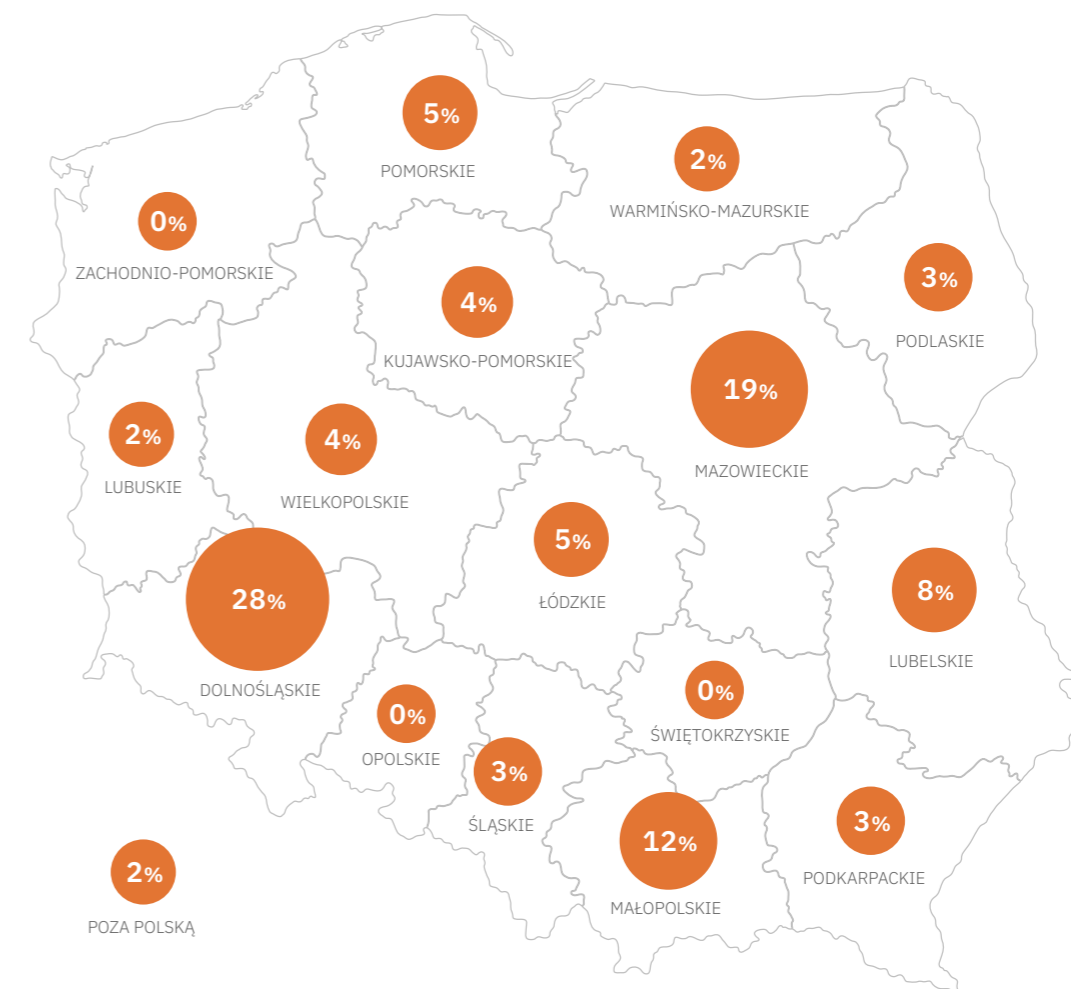 5%
POMORSKIE
2%
WARMIŃSKO-MAZURSKIE
0%
ZACHODNIO-POMORSKIE
3%
PODLASKIE
4%
KUJAWSKO-POMORSKIE
19%
MAZOWIECKIE
2%
LUBUSKIE
4%
WIELKOPOLSKIE
5%
ŁÓDZKIE
28%
DOLNOŚLĄSKIE
8%
LUBELSKIE
0%
OPOLSKIE
0%
ŚWIĘTOKRZYSKIE
3%
ŚLĄSKIE
12%
MAŁOPOLSKIE
3%
PODKARPACKIE
2%
POZA POLSKĄ